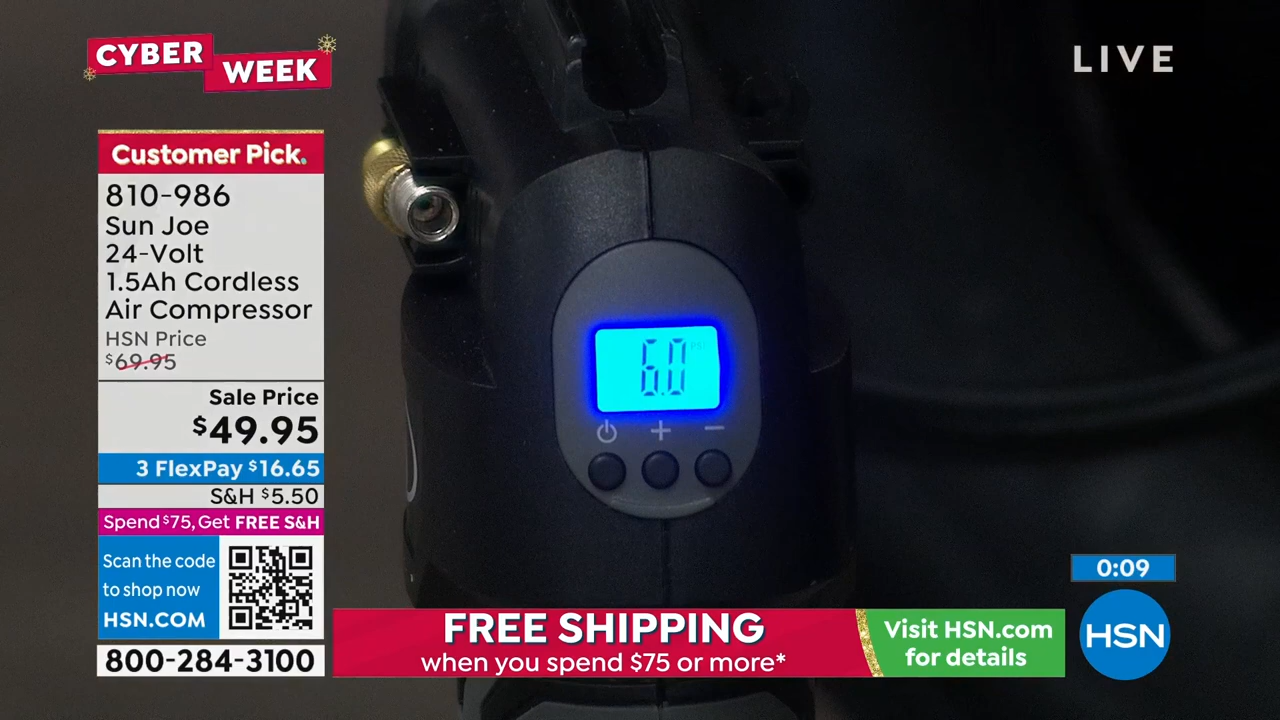 CYBER
WEEK
LIVE
Customer Pick.
810-986
Sun Joe
24-Volt
1.5Ah Cordless
Air Compressor
HSN Price
$69.95
Sale Price
$49.95
3 FlexPay $16.65
S&H $5.50
Spend $75, Get FREE S&H
Scan the code
to shop now
HSN.COM
800-284-3100
6.0 PSI
+ −
FREE SHIPPING
when you spend $75 or more*
Visit HSN.com
for details
0:09
HSN